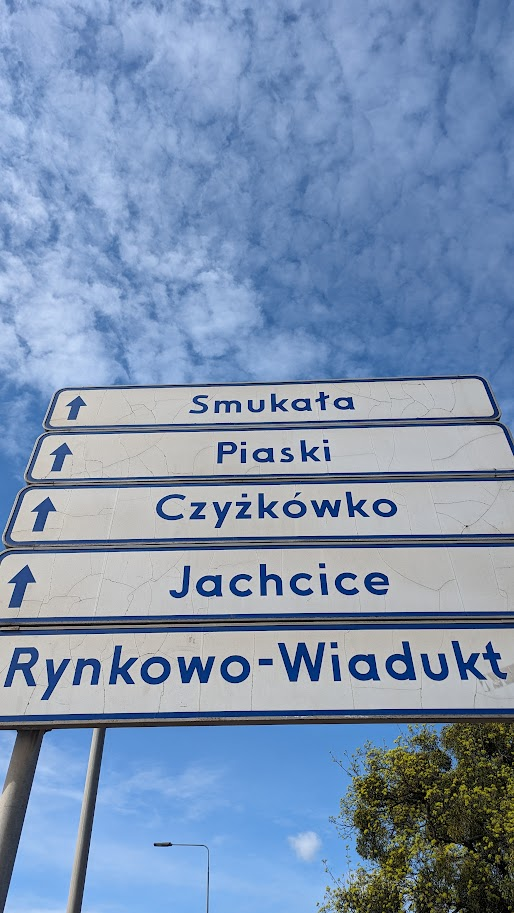 Smukała
Piaski
Czyżkówko
Jachcice
Rynkowo-Wiadukt